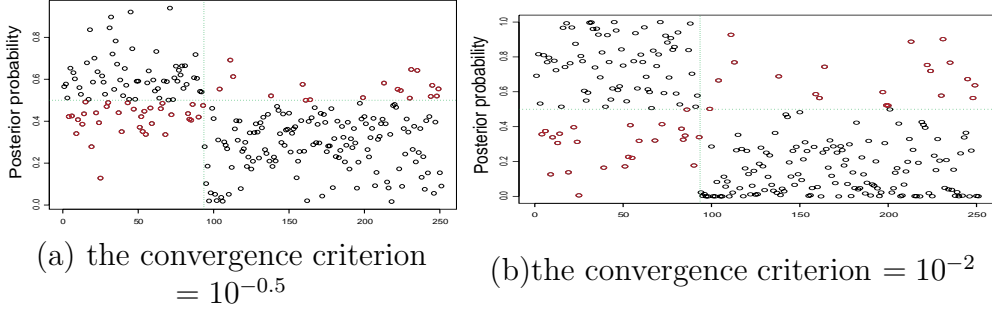 Posterior probability
0.0 0.2 0.4 0.6 0.8
0 50 100 150 200 250
(a) the convergence criterion
= 10^{-0.5}
Posterior probability
0.0 0.2 0.4 0.6 0.8 1.0
0 50 100 150 200 250
(b)the convergence criterion = 10^{-2}